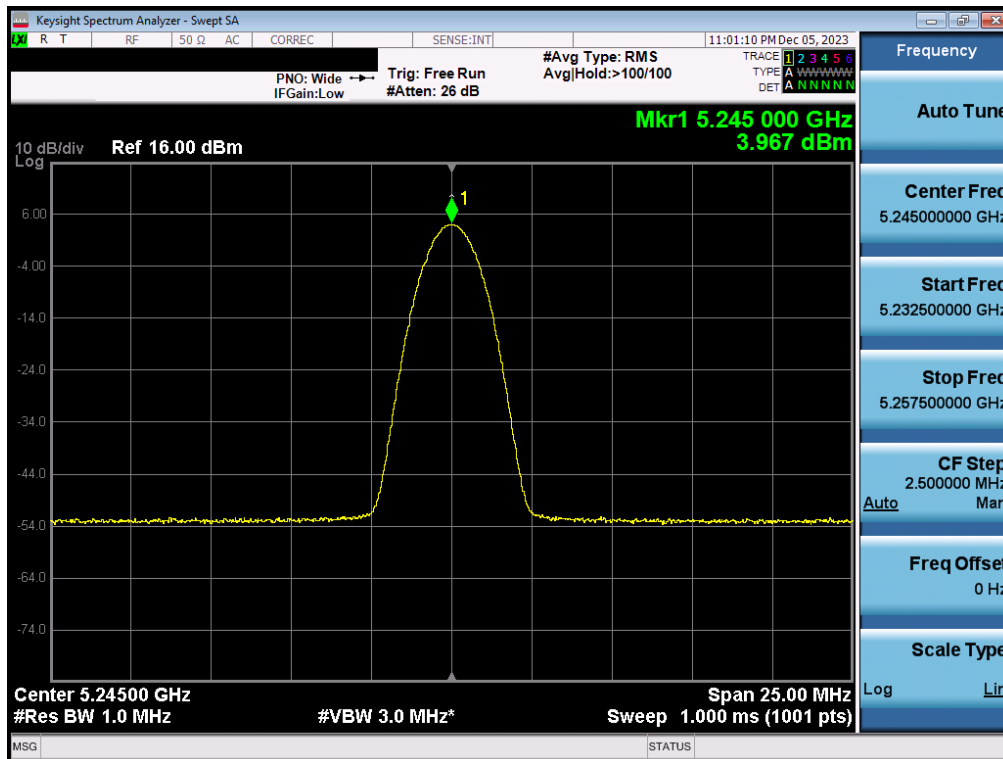 Keysight Spectrum Analyzer - Swept SA
LXI R T RF 50 Ω AC CORREC SENSE:INT 11:01:10 PM Dec 05, 2023
PNO: Wide
IFGain:Low
Trig: Free Run
#Atten: 26 dB
#Avg Type: RMS
Avg|Hold:>100/100
TRACE 1 2 3 4 5 6
TYPE A WWWWW
DET A N N N N N
Mkr1 5.245 000 GHz
3.967 dBm
10 dB/div Ref 16.00 dBm
Log
1
6.00
-4.00
-14.0
-24.0
-34.0
-44.0
-54.0
-64.0
-74.0
Center 5.24500 GHz Span 25.00 MHz
#Res BW 1.0 MHz #VBW 3.0 MHz* Sweep 1.000 ms (1001 pts)
MSG STATUS
Frequency
Auto Tune
Center Freq
5.245000000 GHz
Start Freq
5.232500000 GHz
Stop Freq
5.257500000 GHz
CF Step
2.500000 MHz
Auto Man
Freq Offset
0 Hz
Scale Type
Log Lin